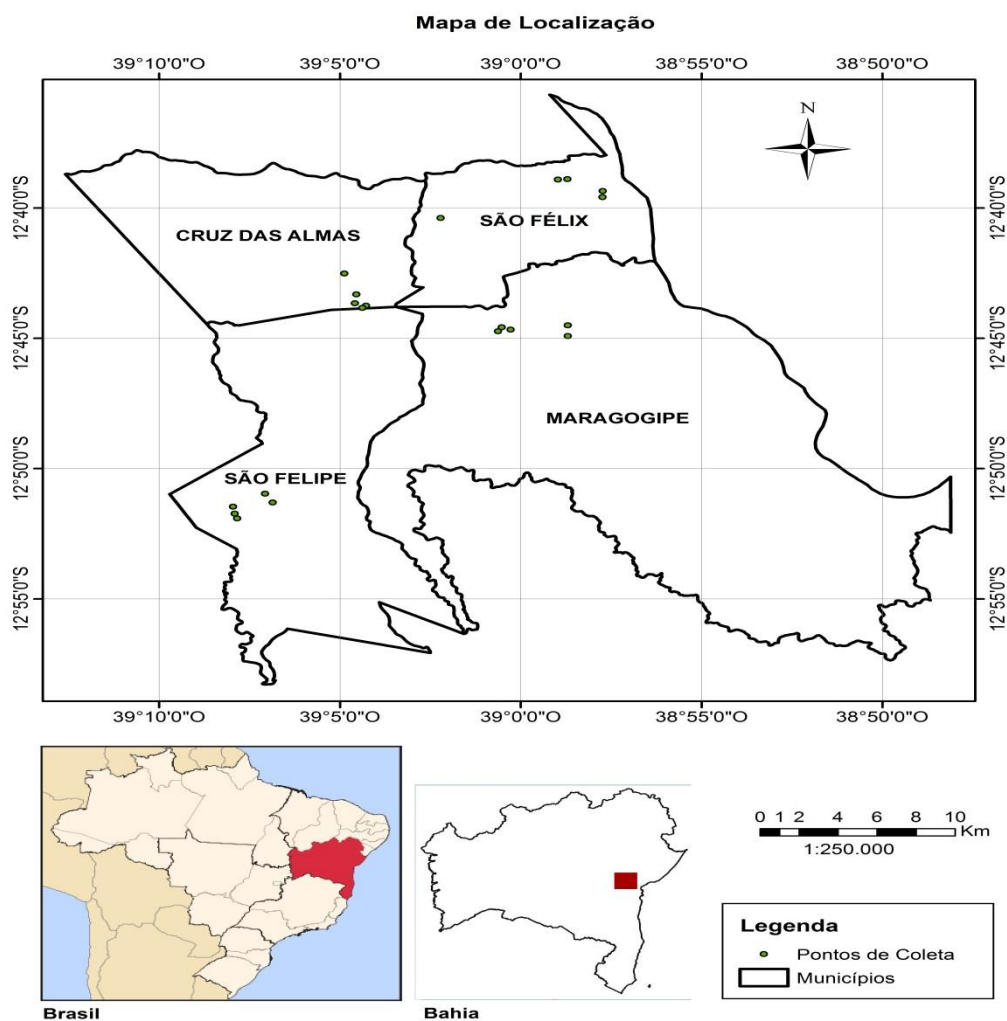 Mapa de Localização
39°10'0"O 39°5'0"O 39°0'0"O 38°55'0"O 38°50'0"O
N
12°40'0"S 12°40'0"S
SÃO FÉLIX
CRUZ DAS ALMAS
12°45'0"S 12°45'0"S
MARAGOGIPE
12°50'0"S 12°50'0"S
SÃO FELIPE
12°55'0"S 12°55'0"S
39°10'0"O 39°5'0"O 39°0'0"O 38°55'0"O 38°50'0"O
0 1 2 4 6 8 10
Km
1:250.000
Legenda
Pontos de Coleta
Municípios
Brasil
Bahia